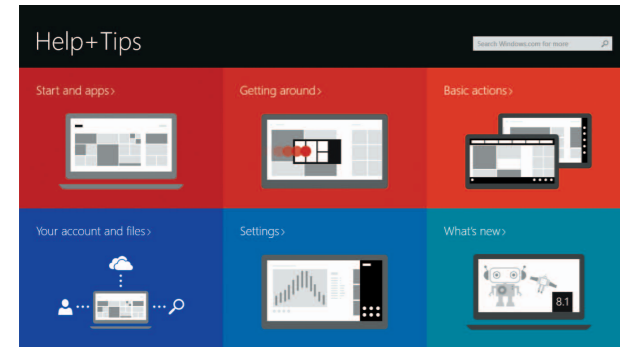 Help+Tips
Search Windows.com for more
Start and apps>
Getting around>
Basic actions>
Your account and files>
Settings>
What's new>
8.1